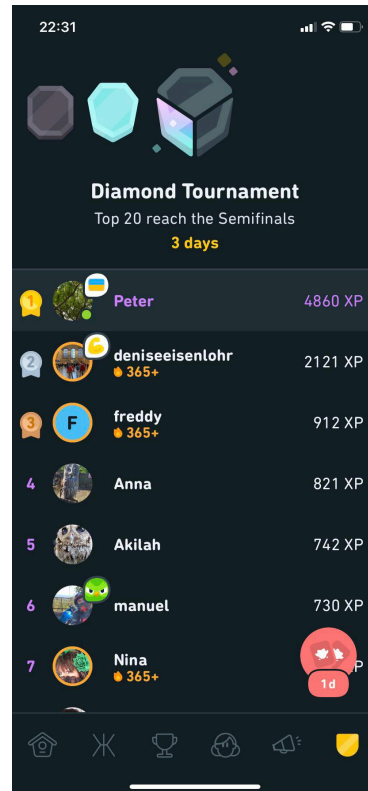 22:31
Diamond Tournament
Top 20 reach the Semifinals
3 days
1 Peter 4860 XP
2 deniseeisenlohr 2121 XP
365+
3 F freddy 912 XP
365+
4 Anna 821 XP
5 Akilah 742 XP
6 manuel 730 XP
7 Nina P
365+
1d
Ж